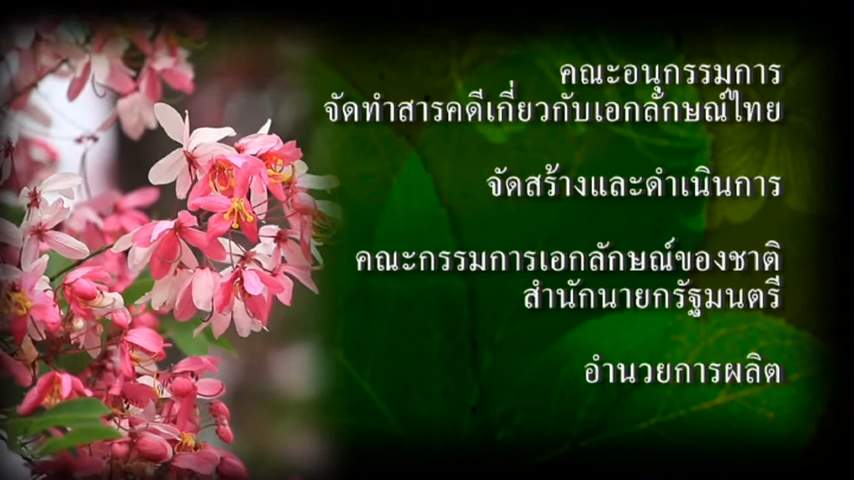 คณะอนุกรรมการ
จัดทำสารคดีเกี่ยวกับเอกลักษณ์ไทย
จัดสร้างและดำเนินการ
คณะกรรมการเอกลักษณ์ของชาติ
สำนักนายกรัฐมนตรี
อำนวยการผลิต